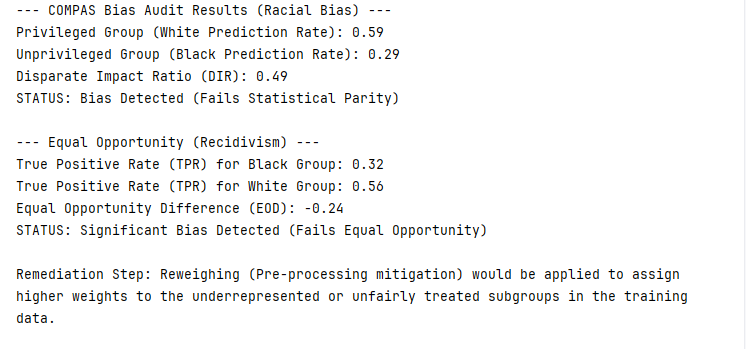 --- COMPAS Bias Audit Results (Racial Bias) ---
Privileged Group (White Prediction Rate): 0.59
Unprivileged Group (Black Prediction Rate): 0.29
Disparate Impact Ratio (DIR): 0.49
STATUS: Bias Detected (Fails Statistical Parity)

--- Equal Opportunity (Recidivism) ---
True Positive Rate (TPR) for Black Group: 0.32
True Positive Rate (TPR) for White Group: 0.56
Equal Opportunity Difference (EOD): -0.24
STATUS: Significant Bias Detected (Fails Equal Opportunity)

Remediation Step: Reweighing (Pre-processing mitigation) would be applied to assign
higher weights to the underrepresented or unfairly treated subgroups in the training
data.